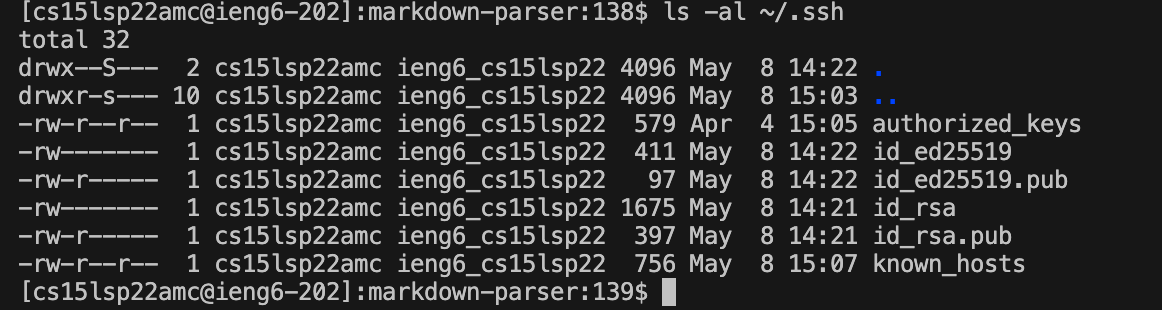 [cs15lsp22amc@ieng6-202]:markdown-parser:138$ ls -al ~/.ssh
total 32
drwx--S---  2 cs15lsp22amc ieng6_cs15lsp22 4096 May  8 14:22 .
drwxr-s--- 10 cs15lsp22amc ieng6_cs15lsp22 4096 May  8 15:03 ..
-rw-r--r--  1 cs15lsp22amc ieng6_cs15lsp22  579 Apr  4 15:05 authorized_keys
-rw-------  1 cs15lsp22amc ieng6_cs15lsp22  411 May  8 14:22 id_ed25519
-rw-r-----  1 cs15lsp22amc ieng6_cs15lsp22   97 May  8 14:22 id_ed25519.pub
-rw-------  1 cs15lsp22amc ieng6_cs15lsp22 1675 May  8 14:21 id_rsa
-rw-r-----  1 cs15lsp22amc ieng6_cs15lsp22  397 May  8 14:21 id_rsa.pub
-rw-r--r--  1 cs15lsp22amc ieng6_cs15lsp22  756 May  8 15:07 known_hosts
[cs15lsp22amc@ieng6-202]:markdown-parser:139$